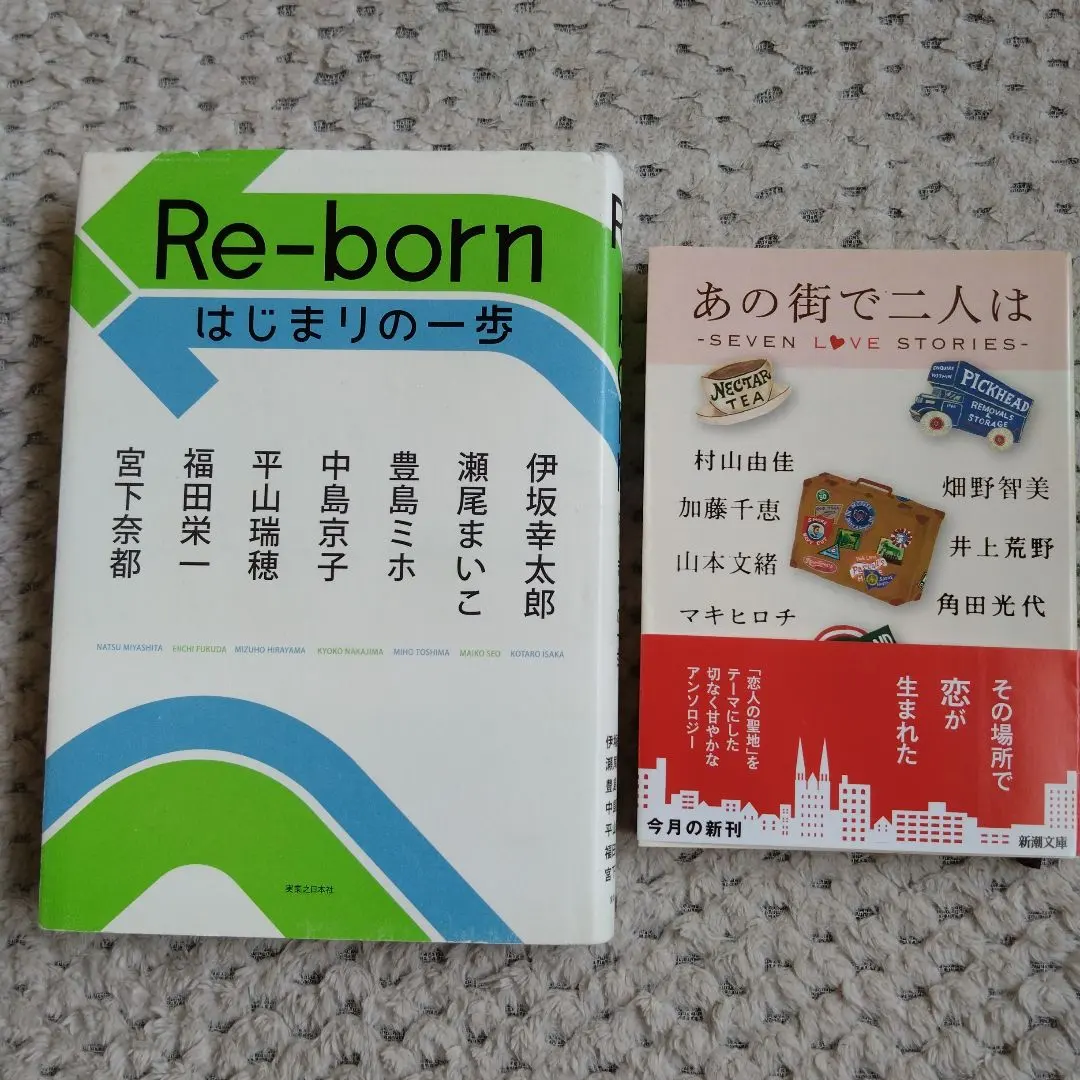 Re-born
はじまりの一歩
伊坂幸太郎
瀬尾まいこ
豊島ミホ
中島京子
平山瑞穂
福田栄一
宮下奈都
NATSU MIYASHITA EIICHI FUKUDA MIZUHO HIRAYAMA KYOKO NAKAJIMA MIHO TOSHIMA MAIKO SEO KOTARO ISAKA
実業之日本社
あの街で二人は
-SEVEN LOVE STORIES-
NECTAR
TEA
PICKHEAD
REMOVALS
&
STORAGE
村山由佳
加藤千恵
山本文緒
マキヒロチ
畑野智美
井上荒野
角田光代
その場所で
恋が
生まれた
「恋人の聖地」を
テーマにした
切なく甘やかな
アンソロジー
今月の新刊
新潮文庫